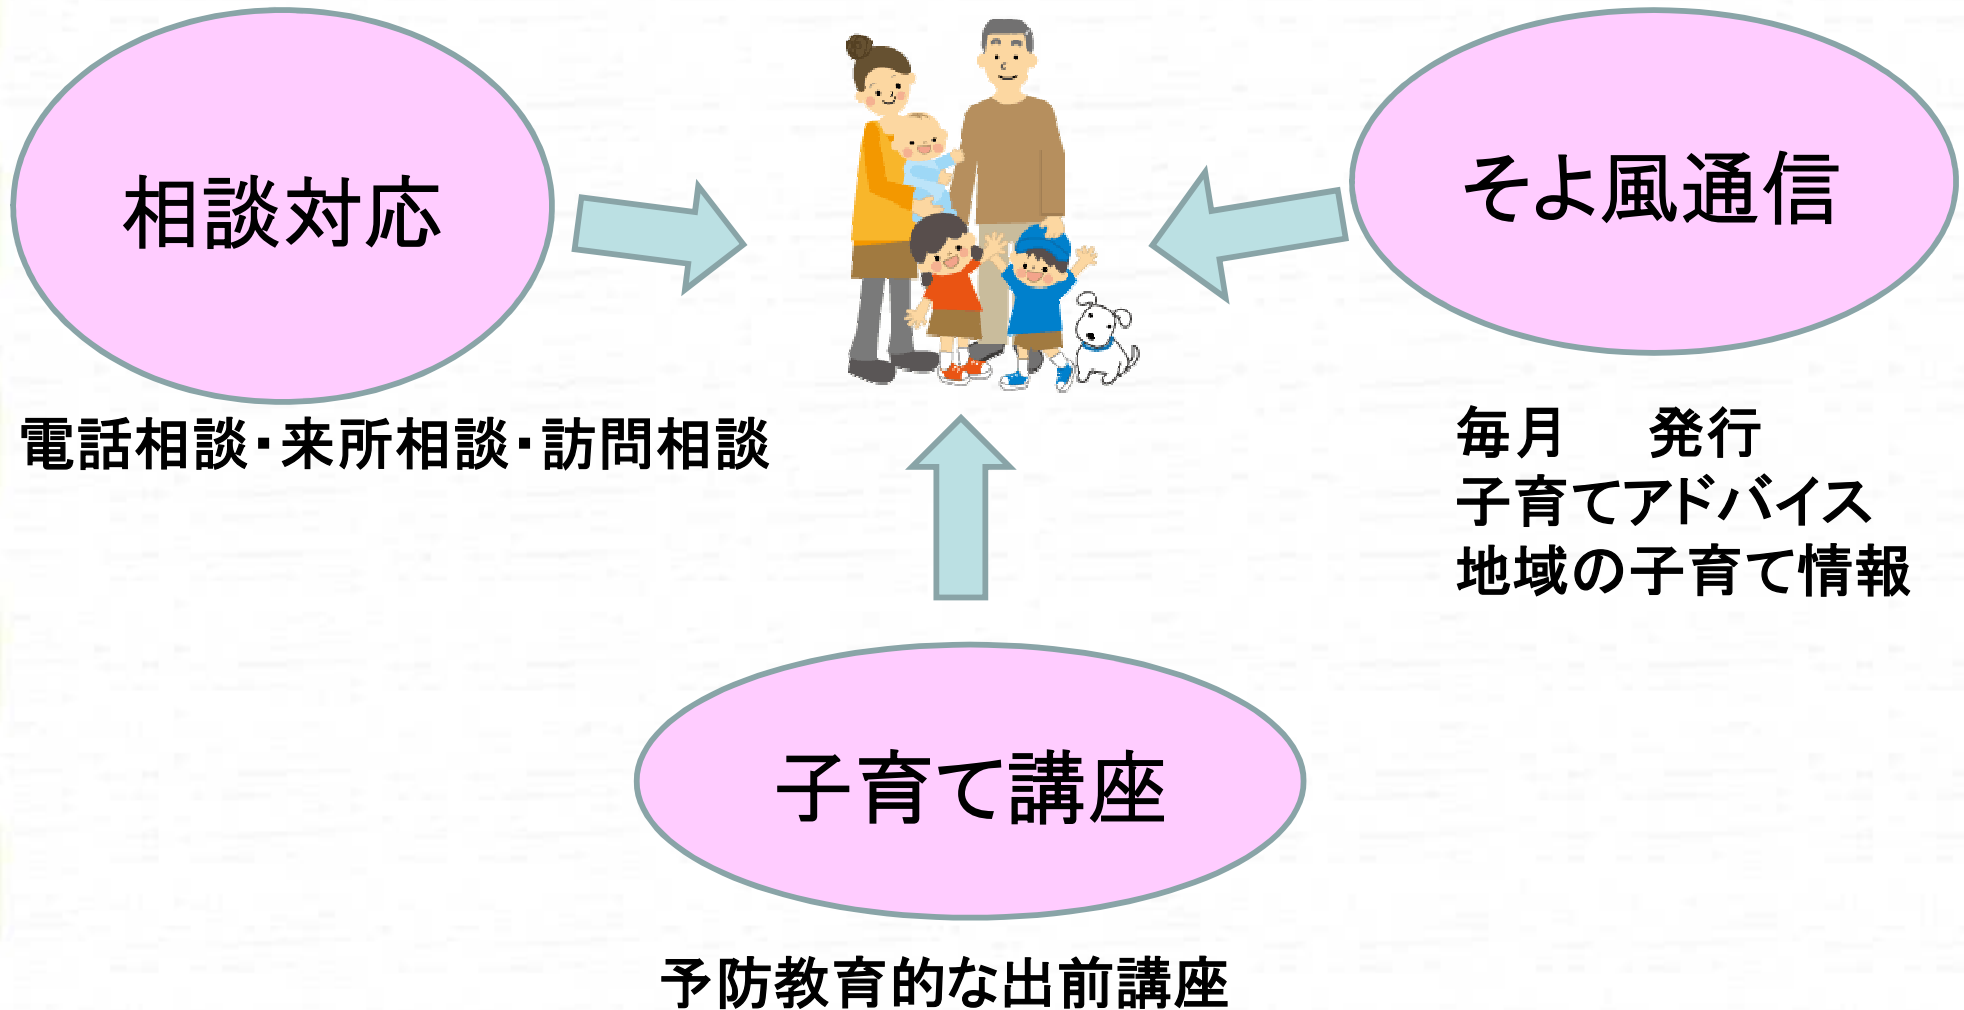 相談対応
電話相談・来所相談・訪問相談
そよ風通信
毎月　発行
子育てアドバイス
地域の子育て情報
子育て講座
予防教育的な出前講座